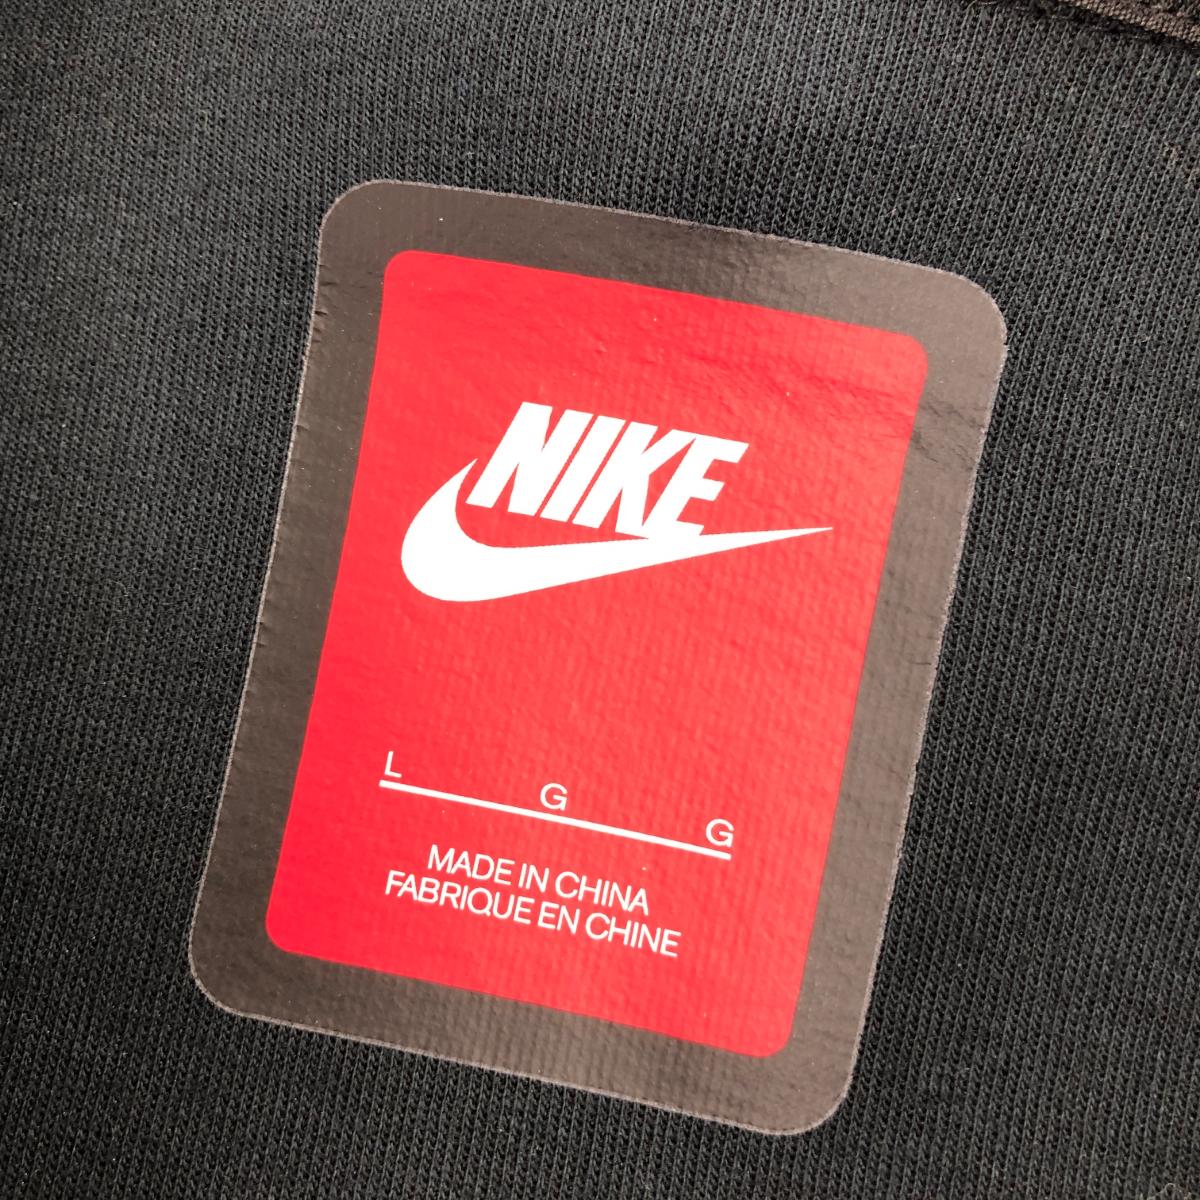 NIKE
L G G
MADE IN CHINA
FABRIQUE EN CHINE